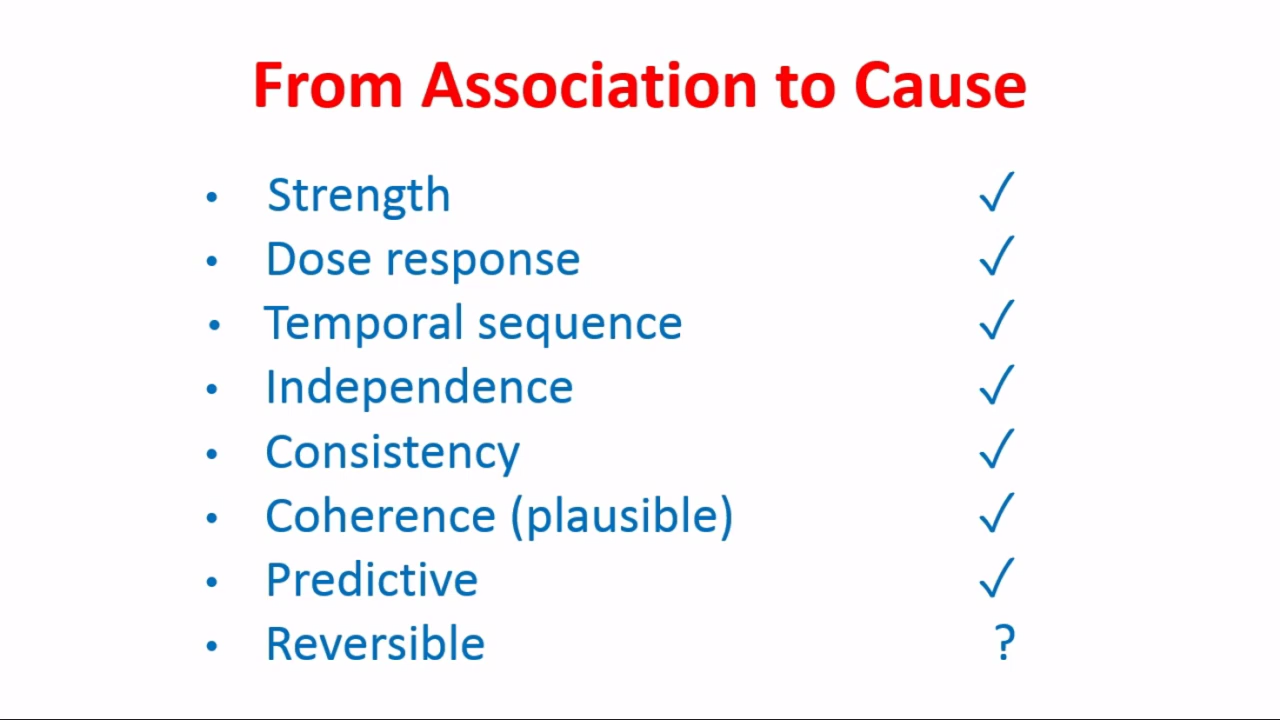 From Association to Cause
• Strength ✓
• Dose response ✓
• Temporal sequence ✓
• Independence ✓
• Consistency ✓
• Coherence (plausible) ✓
• Predictive ✓
• Reversible ?